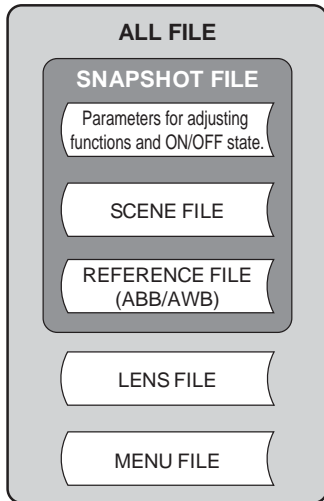 ALL FILE
SNAPSHOT FILE
Parameters for adjusting
functions and ON/OFF state.
SCENE FILE
REFERENCE FILE
(ABB/AWB)
LENS FILE
MENU FILE